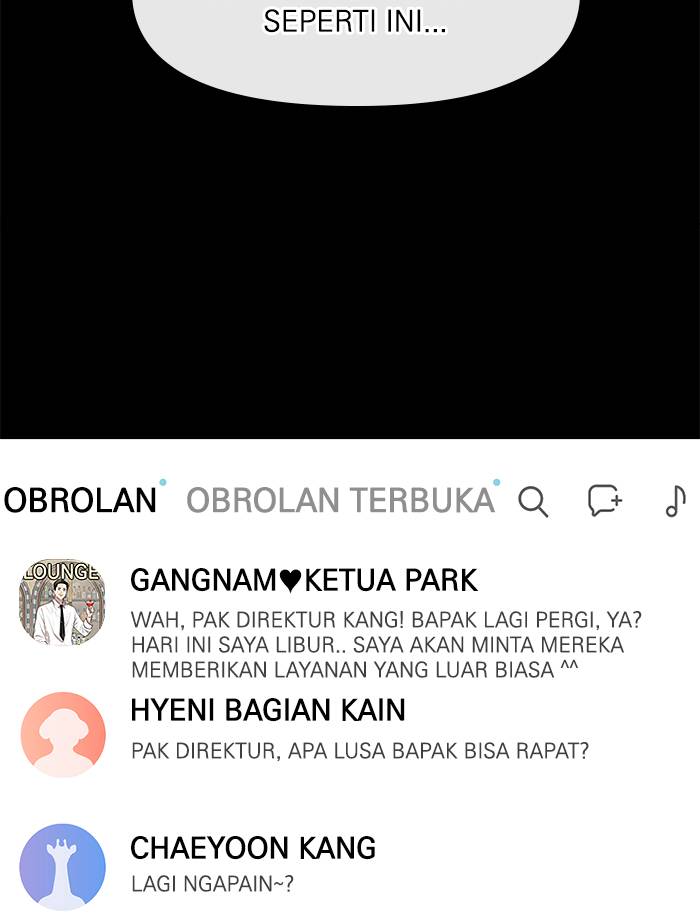 SEPERTI INI...
OBROLAN OBROLAN TERBUKA
LOUNGE
GANGNAM♥KETUA PARK
WAH, PAK DIREKTUR KANG! BAPAK LAGI PERGI, YA?
HARI INI SAYA LIBUR.. SAYA AKAN MINTA MEREKA
MEMBERIKAN LAYANAN YANG LUAR BIASA ^^
HYENI BAGIAN KAIN
PAK DIREKTUR, APA LUSA BAPAK BISA RAPAT?
CHAEYOON KANG
LAGI NGAPAIN~?